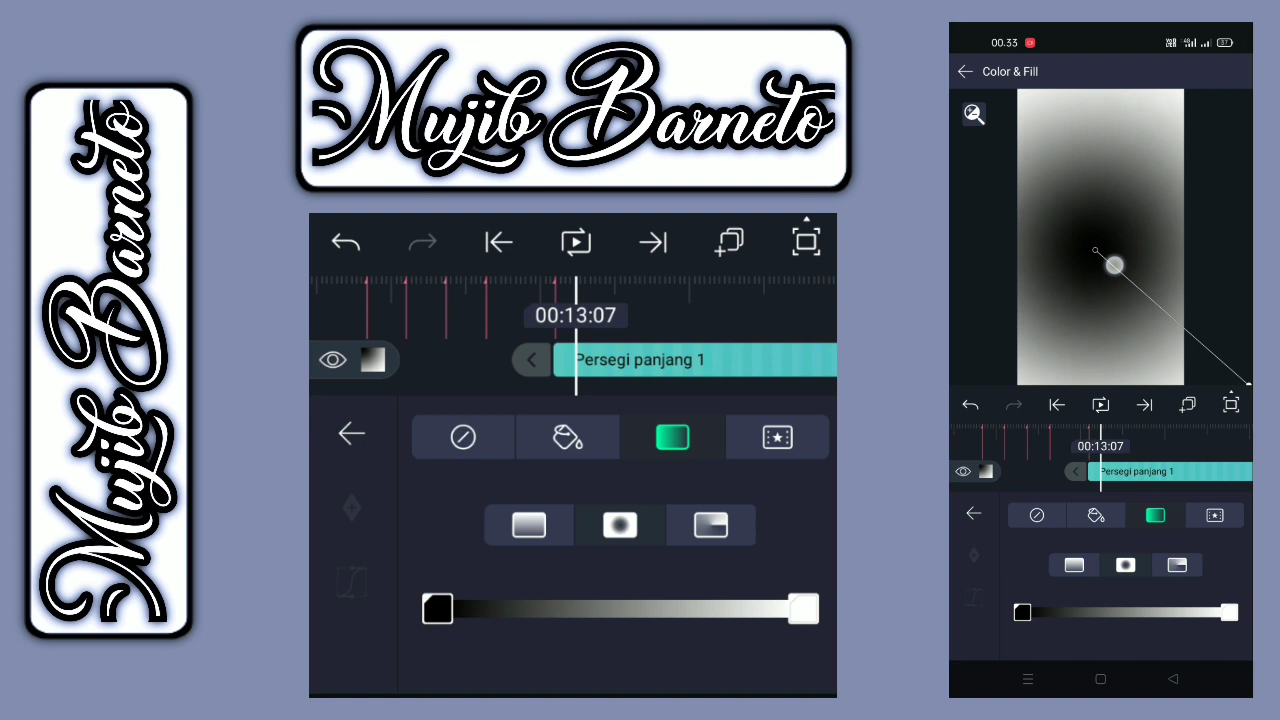 Mujib Barneto
Mujib Barneto
00:13:07
Persegi panjang 1
00.33
57
Color & Fill
00:13:07
Persegi panjang 1